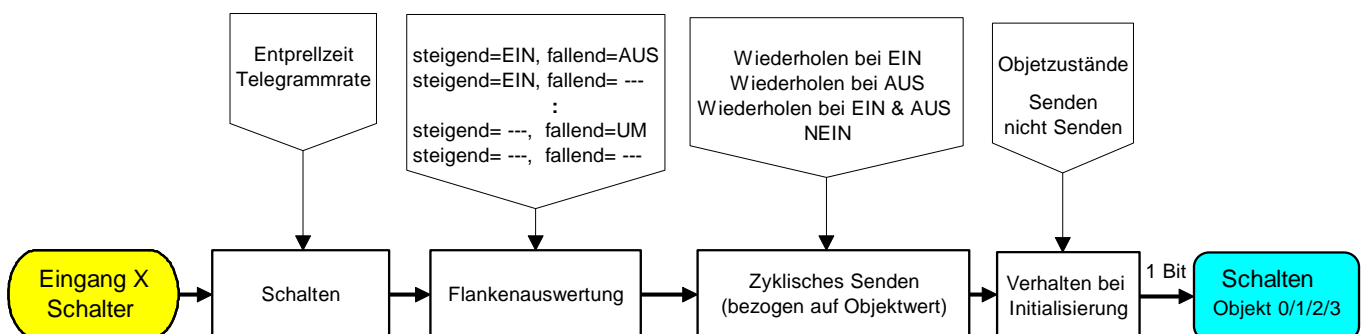 Entprellzeit
Telegrammrate
steigend=EIN, fallend=AUS
steigend=EIN, fallend= ---
:
steigend= ---, fallend=UM
steigend= ---, fallend= ---
Wiederholen bei EIN
Wiederholen bei AUS
Wiederholen bei EIN & AUS
NEIN
Objetzustände
Senden
nicht Senden
Eingang X
Schalter
Schalten
Flankenauswertung
Zyklisches Senden
(bezogen auf Objektwert)
Verhalten bei
Initialisierung
1 Bit
Schalten
Objekt 0/1/2/3